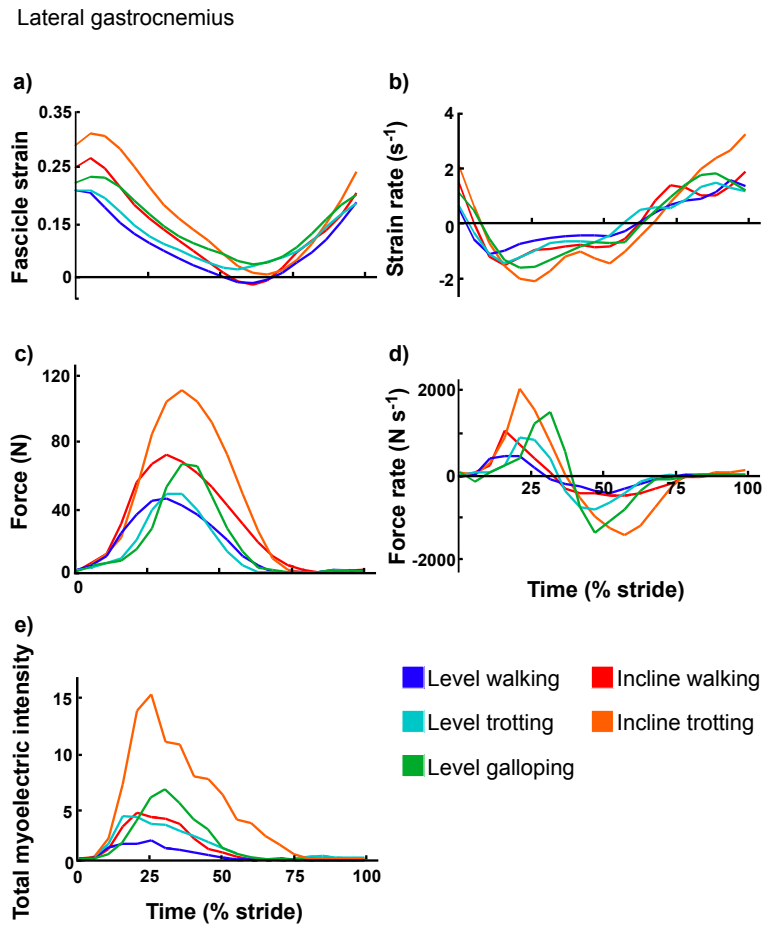 Lateral gastrocnemius
a)
Fascicle strain
0.35
0.25
0.15
0
b)
Strain rate (s⁻¹)
4
2
0
-2
c)
Force (N)
120
80
40
0
0
d)
Force rate (N s⁻¹)
2000
0
-2000
25
50
75
100
Time (% stride)
e)
Total myoelectric intensity
15
10
5
0
0
25
50
75
100
Time (% stride)
Level walking
Incline walking
Level trotting
Incline trotting
Level galloping